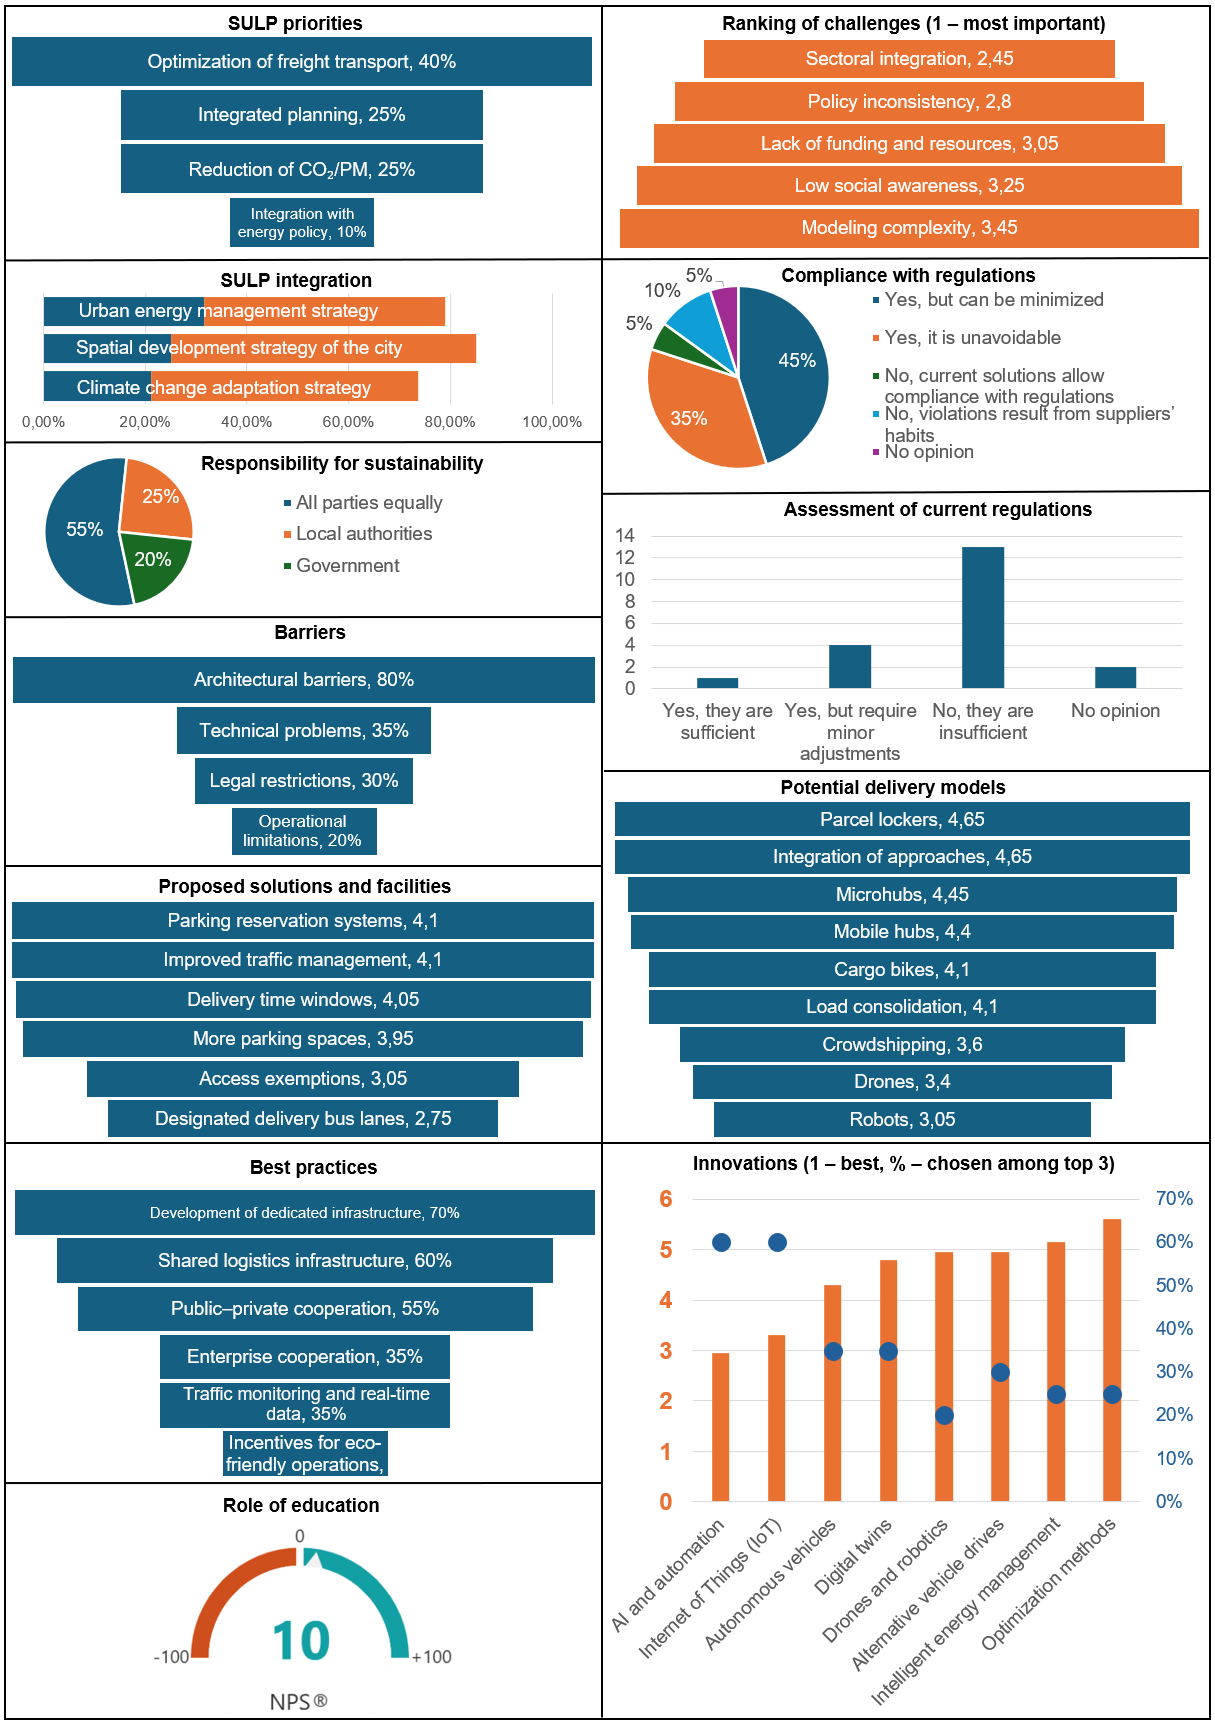 SULP priorities
Optimization of freight transport, 40%
Integrated planning, 25%
Reduction of CO₂/PM, 25%
Integration with
energy policy, 10%
SULP integration
Urban energy management strategy
Spatial development strategy of the city
Climate change adaptation strategy
0,00% 20,00% 40,00% 60,00% 80,00% 100,00%
Responsibility for sustainability
55%
25%
20%
All parties equally
Local authorities
Government
Barriers
Architectural barriers, 80%
Technical problems, 35%
Legal restrictions, 30%
Operational
limitations, 20%
Proposed solutions and facilities
Parking reservation systems, 4,1
Improved traffic management, 4,1
Delivery time windows, 4,05
More parking spaces, 3,95
Access exemptions, 3,05
Designated delivery bus lanes, 2,75
Best practices
Development of dedicated infrastructure, 70%
Shared logistics infrastructure, 60%
Public–private cooperation, 55%
Enterprise cooperation, 35%
Traffic monitoring and real-time
data, 35%
Incentives for eco-
friendly operations,
Role of education
0
-100
10
+100
NPS®
Ranking of challenges (1 – most important)
Sectoral integration, 2,45
Policy inconsistency, 2,8
Lack of funding and resources, 3,05
Low social awareness, 3,25
Modeling complexity, 3,45
Compliance with regulations
5%
10%
5%
45%
35%
Yes, but can be minimized
Yes, it is unavoidable
No, current solutions allow
compliance with regulations
No, violations result from suppliers’
habits
No opinion
Assessment of current regulations
14
12
10
8
6
4
2
0
Yes, they are
sufficient
Yes, but require
minor
adjustments
No, they are
insufficient
No opinion
Potential delivery models
Parcel lockers, 4,65
Integration of approaches, 4,65
Microhubs, 4,45
Mobile hubs, 4,4
Cargo bikes, 4,1
Load consolidation, 4,1
Crowdshipping, 3,6
Drones, 3,4
Robots, 3,05
Innovations (1 – best, % – chosen among top 3)
6
5
4
3
2
1
0
70%
60%
50%
40%
30%
20%
10%
0%
AI and automation
Internet of Things (IoT)
Autonomous vehicles
Digital twins
Drones and robotics
Alternative vehicle drives
Intelligent energy management
Optimization methods